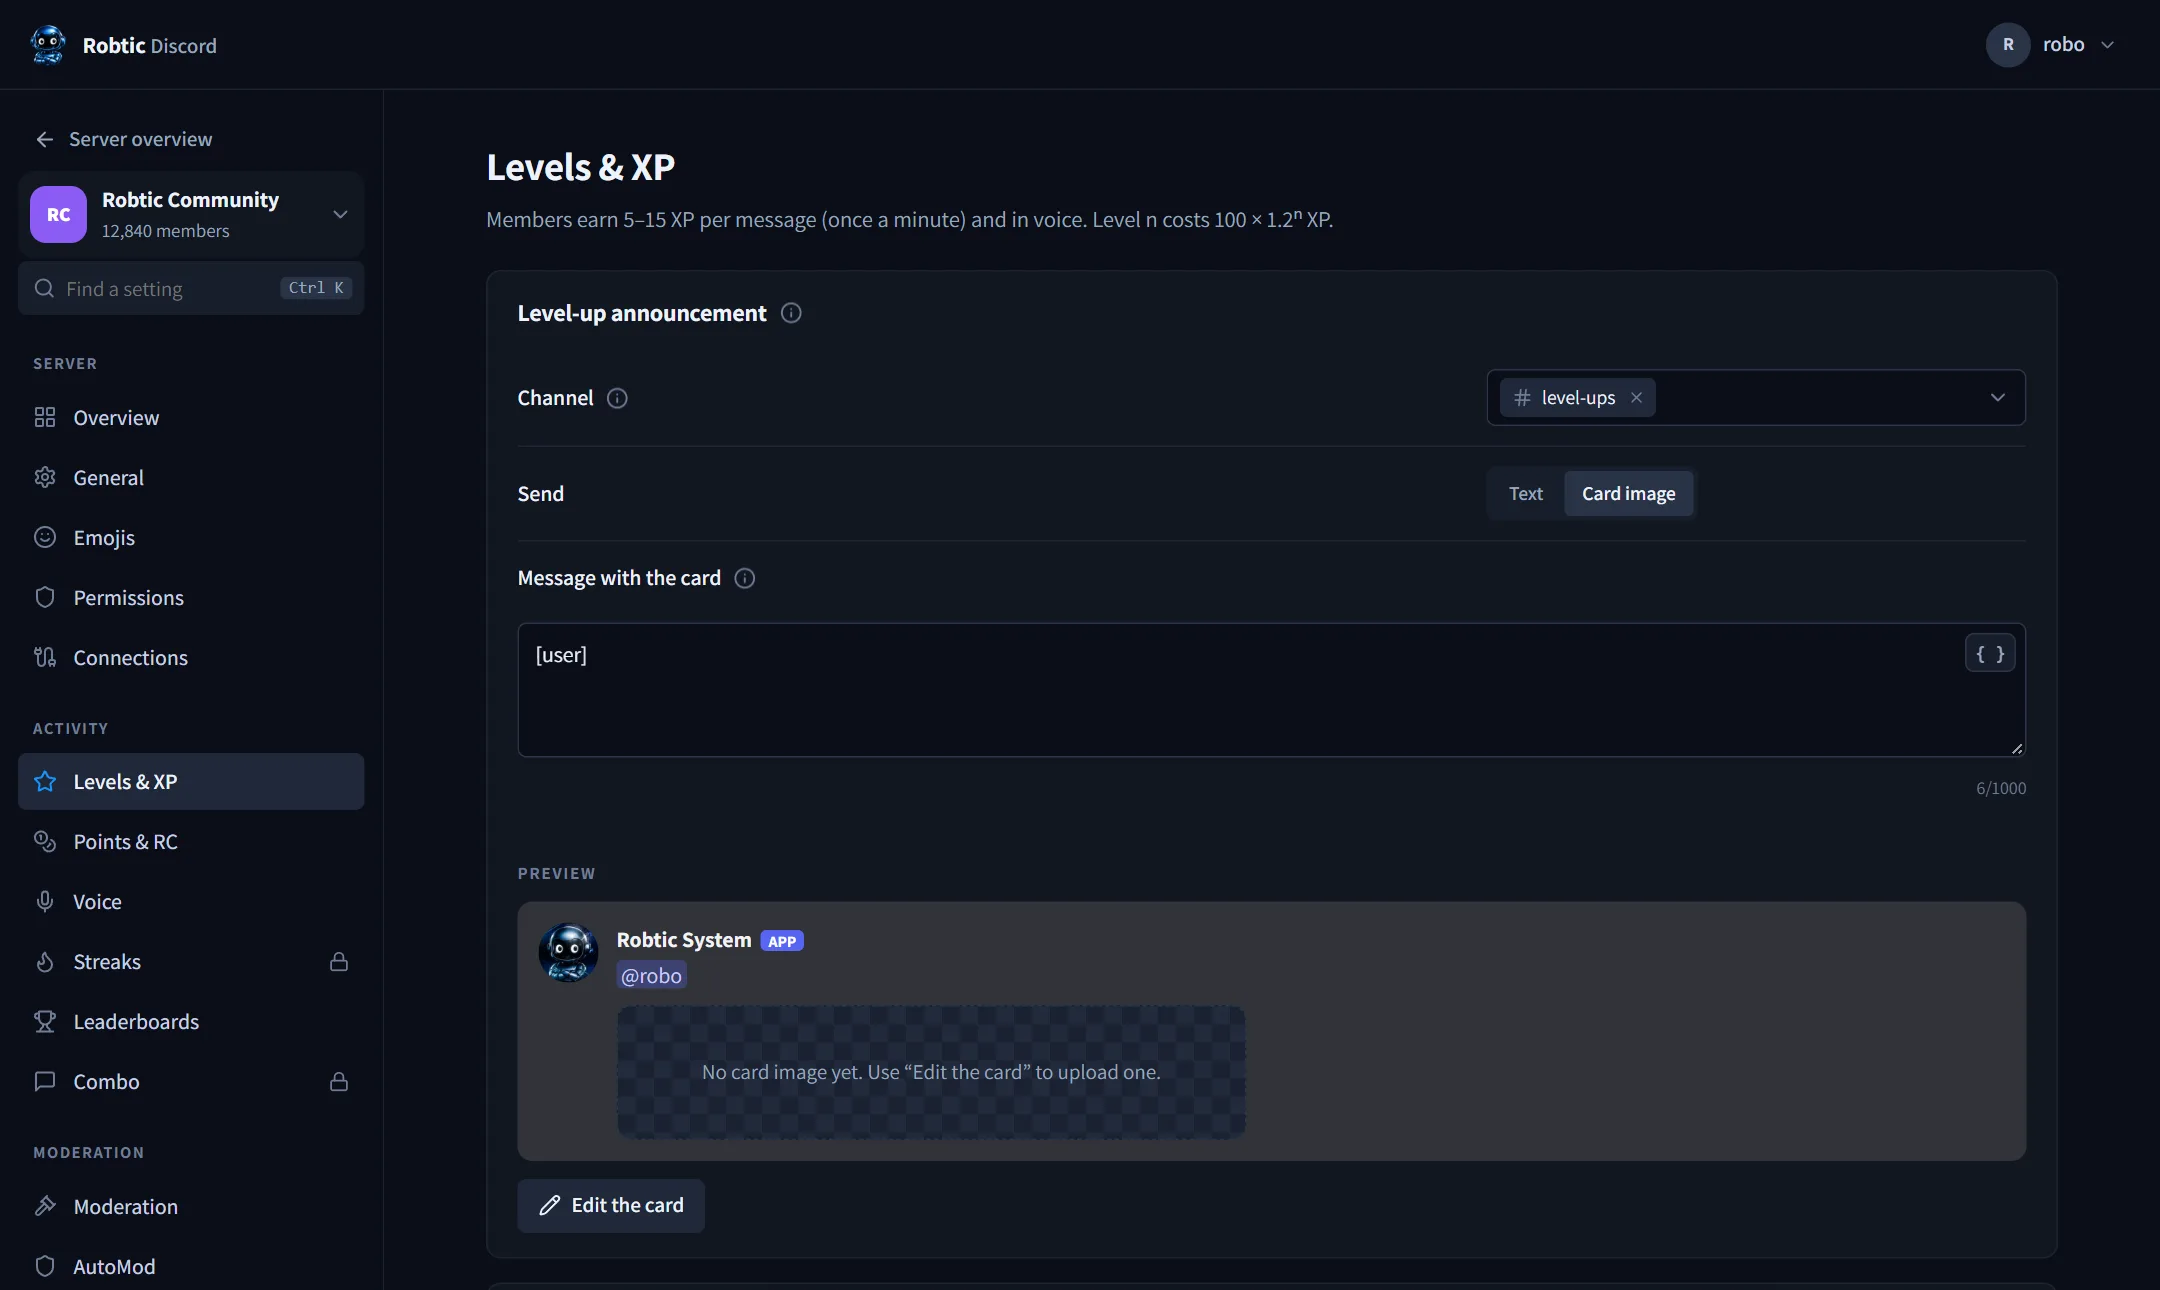 Robtic Discord
R robo
Server overview
RC Robtic Community
12,840 members
Find a setting Ctrl K
SERVER
Overview
General
Emojis
Permissions
Connections
ACTIVITY
Levels & XP
Points & RC
Voice
Streaks
Leaderboards
Combo
MODERATION
Moderation
AutoMod
Levels & XP
Members earn 5–15 XP per message (once a minute) and in voice. Level n costs 100 × 1.2ⁿ XP.
Level-up announcement
Channel # level-ups
Send Text Card image
Message with the card
[user] { }
6/1000
PREVIEW
Robtic System APP
@robo
No card image yet. Use “Edit the card” to upload one.
Edit the card